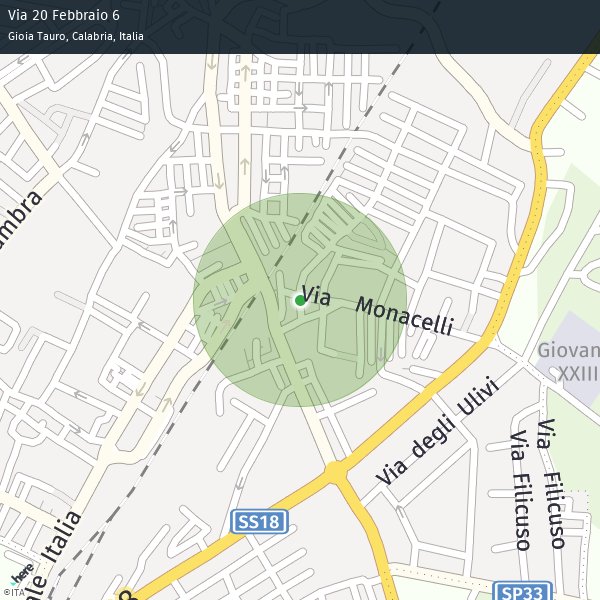 Via 20 Febbraio 6
Gioia Tauro, Calabria, Italia
Via Monacelli
Giovan
XXIII
Via degli Ulivi
Via Filicuso
Via Filicuso
SS18
SP33
ale Italia
ambra
here
©ITA